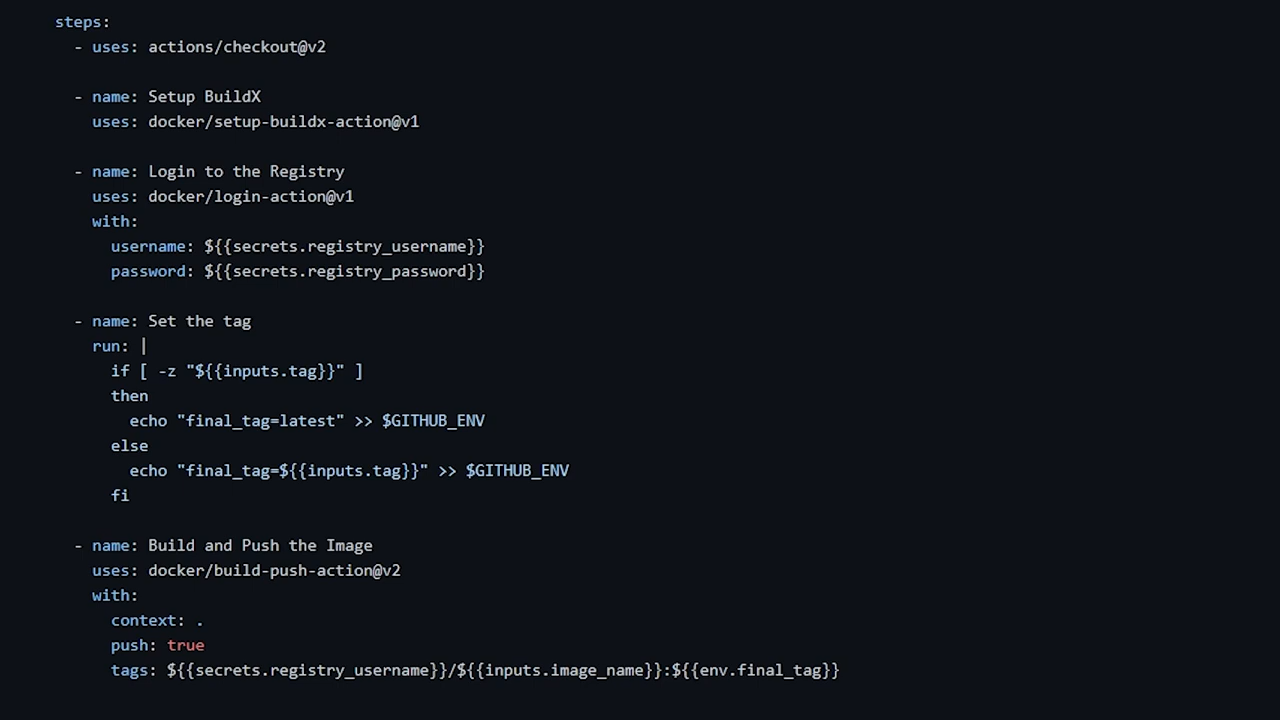 steps:
- uses: actions/checkout@v2
- name: Setup BuildX
uses: docker/setup-buildx-action@v1
- name: Login to the Registry
uses: docker/login-action@v1
with:
username: ${{secrets.registry_username}}
password: ${{secrets.registry_password}}
- name: Set the tag
run: |
if [ -z "${{inputs.tag}}" ]
then
echo "final_tag=latest" >> $GITHUB_ENV
else
echo "final_tag=${{inputs.tag}}" >> $GITHUB_ENV
fi
- name: Build and Push the Image
uses: docker/build-push-action@v2
with:
context: .
push: true
tags: ${{secrets.registry_username}}/${{inputs.image_name}}:${{env.final_tag}}